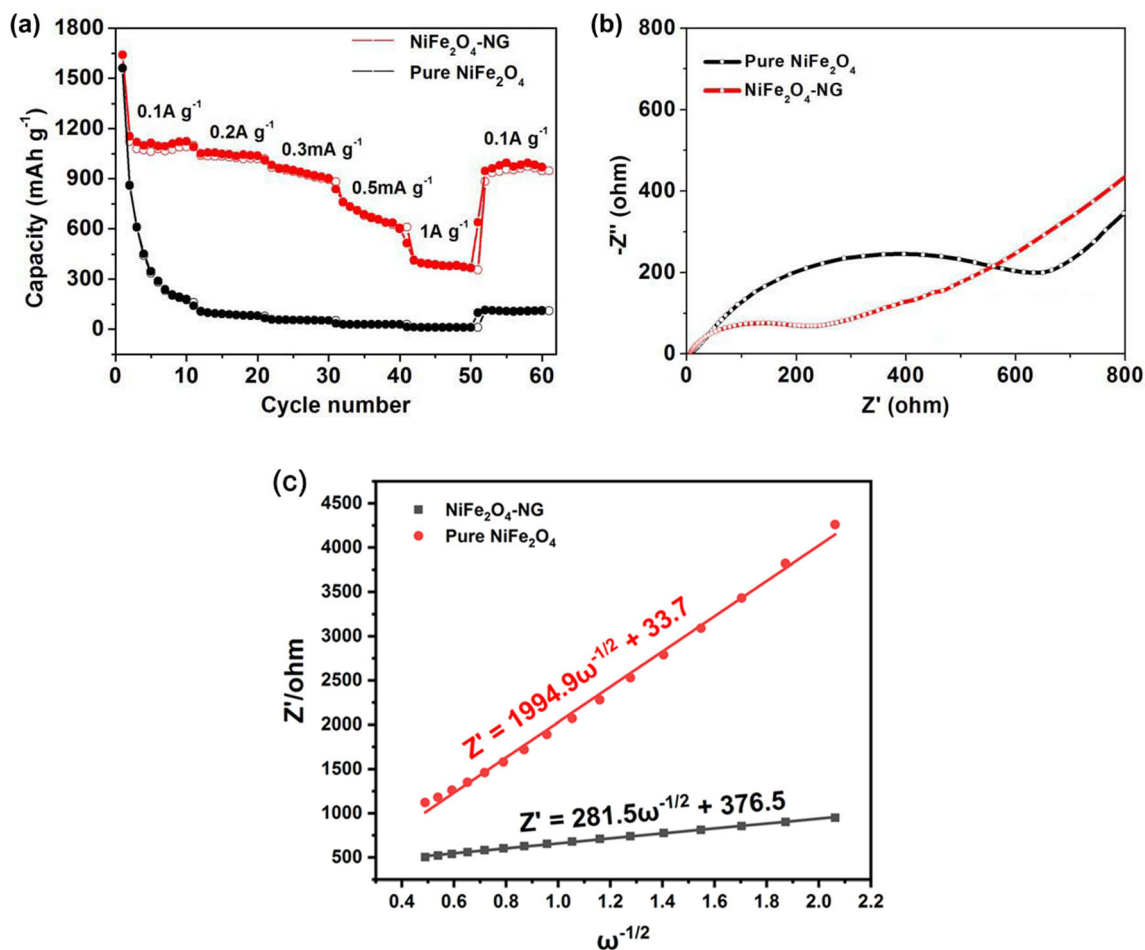 (a)
NiFe₂O₄-NG
Pure NiFe₂O₄
0.1A g⁻¹
0.2A g⁻¹
0.3mA g⁻¹
0.5mA g⁻¹
1A g⁻¹
0.1A g⁻¹
Capacity (mAh g⁻¹)
1800
1500
1200
900
600
300
0
0 10 20 30 40 50 60
Cycle number
(b)
Pure NiFe₂O₄
NiFe₂O₄-NG
-Z'' (ohm)
800
600
400
200
0
0 200 400 600 800
Z' (ohm)
(c)
NiFe₂O₄-NG
Pure NiFe₂O₄
Z' = 1994.9ω⁻¹/² + 33.7
Z' = 281.5ω⁻¹/² + 376.5
Z'/ohm
4500
4000
3500
3000
2500
2000
1500
1000
500
0.4 0.6 0.8 1.0 1.2 1.4 1.6 1.8 2.0 2.2
ω⁻¹/²